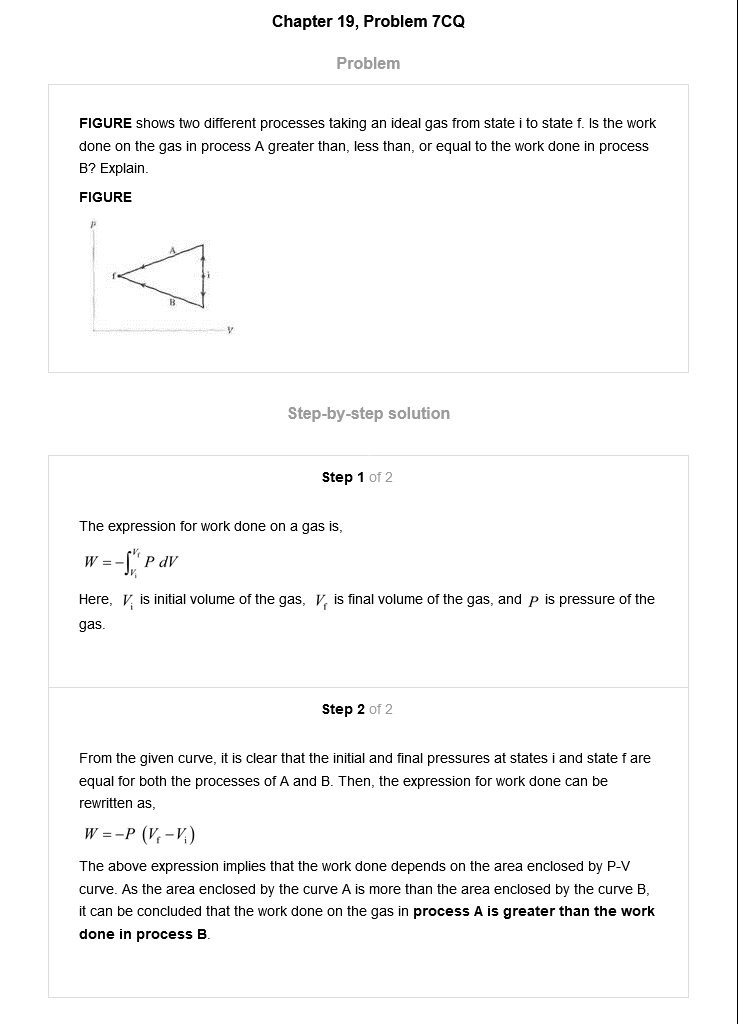 Chapter 19, Problem 7CQ
Problem
FIGURE shows two different processes taking an ideal gas from state i to state f. Is the work
done on the gas in process A greater than, less than, or equal to the work done in process
B? Explain.
FIGURE
P
A
f
i
B
V
Step-by-step solution
Step 1 of 2
The expression for work done on a gas is,
W = −∫_{V_i}^{V_f} P dV
Here, V_i is initial volume of the gas, V_f is final volume of the gas, and P is pressure of the
gas.
Step 2 of 2
From the given curve, it is clear that the initial and final pressures at states i and state f are
equal for both the processes of A and B. Then, the expression for work done can be
rewritten as,
W = −P (V_f − V_i)
The above expression implies that the work done depends on the area enclosed by P-V
curve. As the area enclosed by the curve A is more than the area enclosed by the curve B,
it can be concluded that the work done on the gas in process A is greater than the work
done in process B.